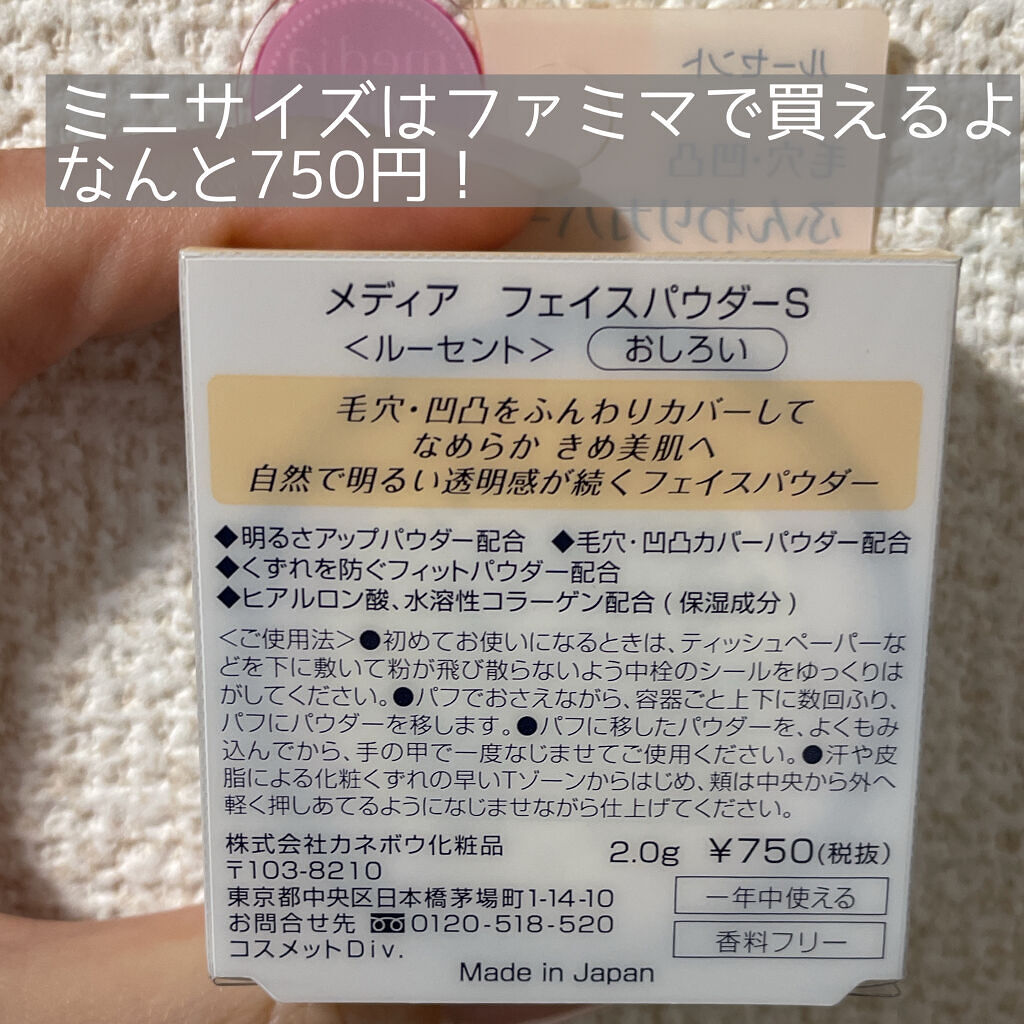 media
ルーセント
毛穴・凹凸
ふんわりカバー
ミニサイズはファミマで買えるよ
なんと750円！
メディア　フェイスパウダーS
＜ルーセント＞ おしろい
毛穴・凹凸をふんわりカバーして
なめらか きめ美肌へ
自然で明るい透明感が続くフェイスパウダー
◆明るさアップパウダー配合　◆毛穴・凹凸カバーパウダー配合
◆くずれを防ぐフィットパウダー配合
◆ヒアルロン酸、水溶性コラーゲン配合 ( 保湿成分 )
＜ご使用法＞●初めてお使いになるときは、ティッシュペーパーな
どを下に敷いて粉が飛び散らないよう中栓のシールをゆっくりは
がしてください。●パフでおさえながら、容器ごと上下に数回ふり、
パフにパウダーを移します。●パフに移したパウダーを、よくもみ
込んでから、手の甲で一度なじませてご使用ください。●汗や皮
脂による化粧くずれの早いTゾーンからはじめ、頬は中央から外へ
軽く押しあてるようになじませながら仕上げてください。
株式会社カネボウ化粧品
〒103-8210
東京都中央区日本橋茅場町1-14-10
お問合せ先 0120-518-520
コスメットDiv.
2.0g ￥750(税抜)
一年中使える
香料フリー
Made in Japan